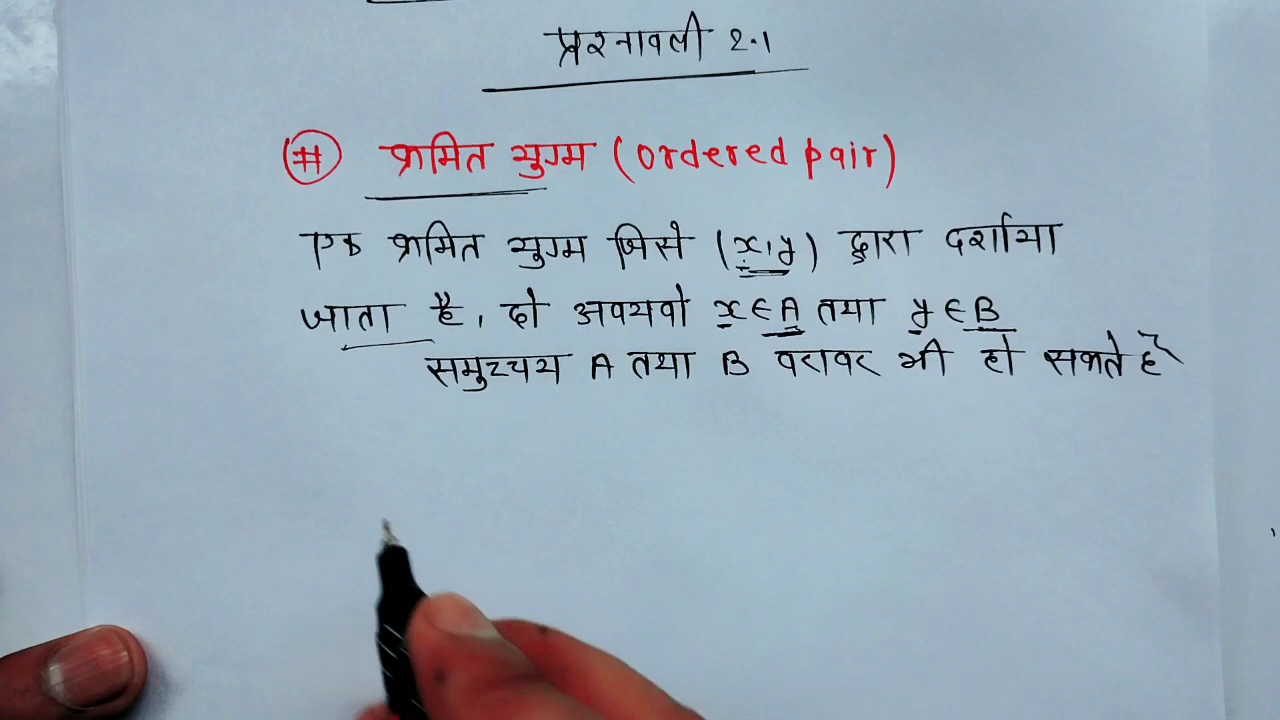 प्रश्नावली 2.1
# क्रमित युग्म (ordered pair)
एक क्रमित युग्म जिसे (x,y) द्वारा दर्शाया
जाता है, दो अवयवो x∈A तथा y∈B
समुच्चय A तथा B बराबर भी हो सकते हैं